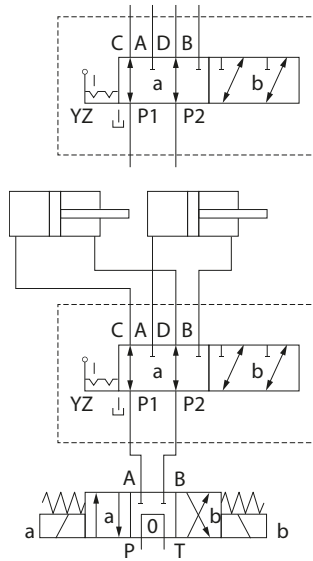 C A D B
a b
YZ P1 P2
C A D B
a b
YZ P1 P2
A B
a a 0 b b
P T